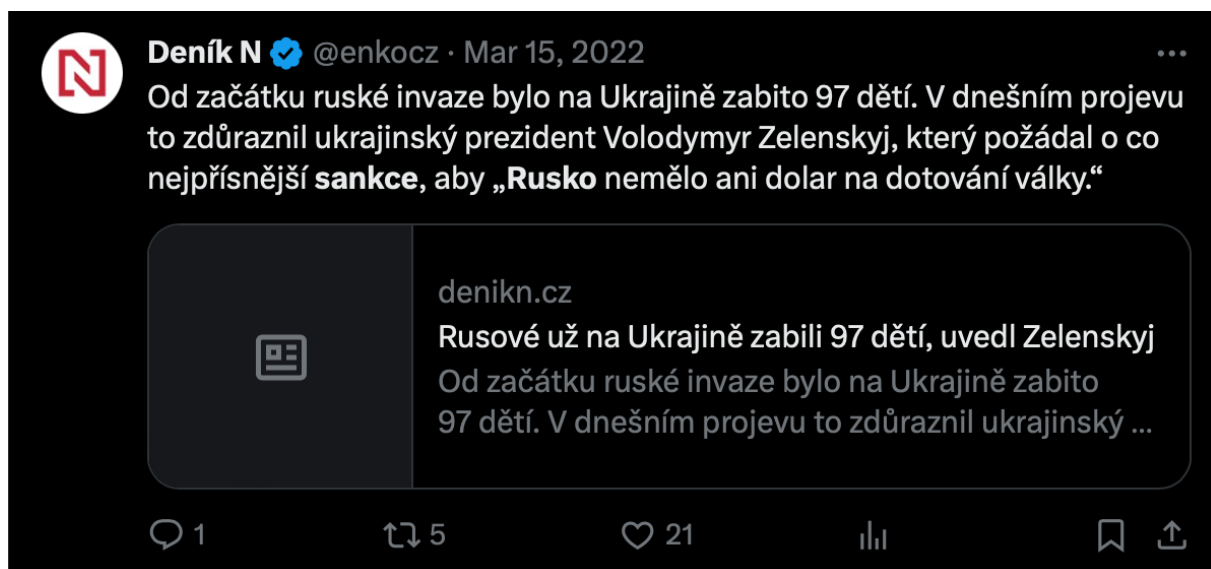 Deník N @enkocz · Mar 15, 2022
Od začátku ruské invaze bylo na Ukrajině zabito 97 dětí. V dnešním projevu
to zdůraznil ukrajinský prezident Volodymyr Zelenskyj, který požádal o co
nejpřísnější sankce, aby „Rusko nemělo ani dolar na dotování války.“
denikn.cz
Rusové už na Ukrajině zabili 97 dětí, uvedl Zelenskyj
Od začátku ruské invaze bylo na Ukrajině zabito
97 dětí. V dnešním projevu to zdůraznil ukrajinský ...
1 5 21